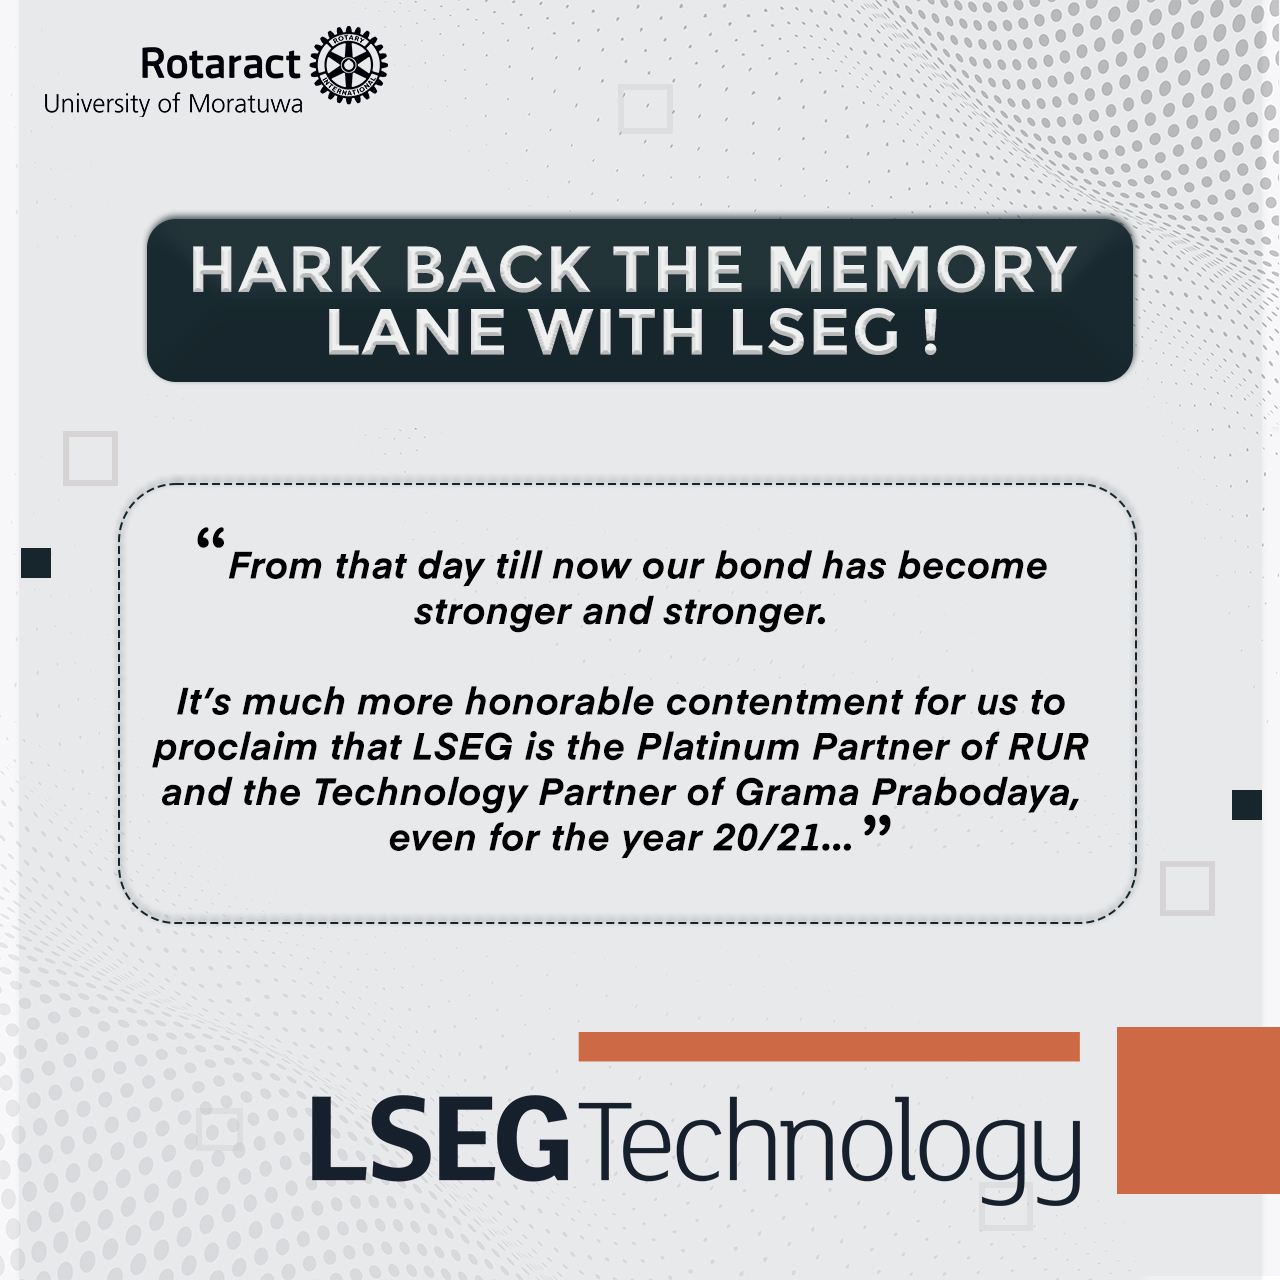 Rotaract
ROTARY
INTERNATIONAL
University of Moratuwa
HARK BACK THE MEMORY
LANE WITH LSEG !
“From that day till now our bond has become
stronger and stronger.
It’s much more honorable contentment for us to
proclaim that LSEG is the Platinum Partner of RUR
and the Technology Partner of Grama Prabodaya,
even for the year 20/21...”
LSEG Technology